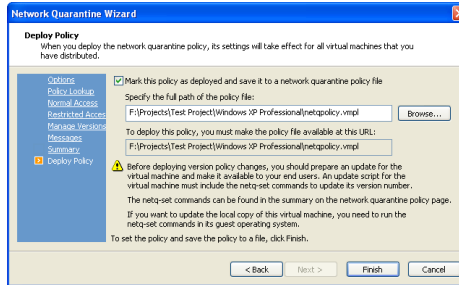 Network Quarantine Wizard
Deploy Policy
When you deploy the network quarantine policy, its settings will take effect for all virtual machines that you
have distributed.
Options
Policy Lookup
Normal Access
Restricted Acces
Manage Versions
Messages
Summary
Deploy Policy
Mark this policy as deployed and save it to a network quarantine policy file
Specify the full path of the policy file:
F:\Projects\Test Project\Windows XP Professional\netqpolicy.vmpl
Browse...
To deploy this policy, you must make the policy file available at this URL:
F:\Projects\Test Project\Windows XP Professional\netqpolicy.vmpl
Before deploying version policy changes, you should prepare an update for the
virtual machine and make it available to your end users. An update script for the
virtual machine must include the netq-set commands to update its version number.
The netq-set commands can be found in the summary on the network quarantine policy page.
If you want to update the local copy of this virtual machine, you need to run the
netq-set commands in its guest operating system.
To set the policy and save the policy to a file, click Finish.
< Back
Next >
Finish
Cancel